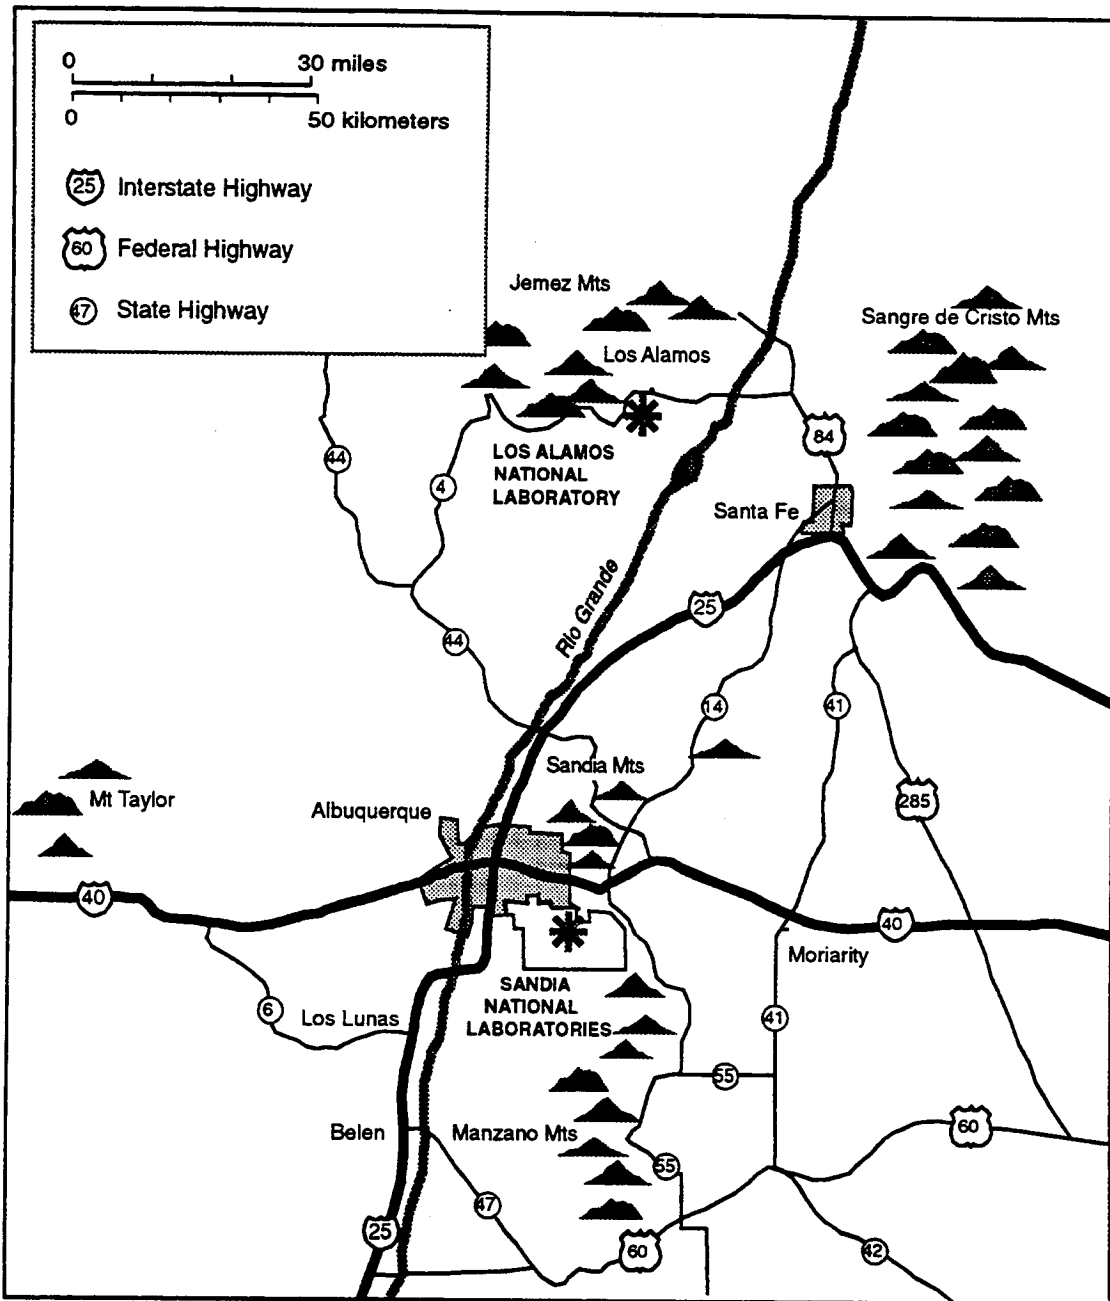 0 30 miles
0 50 kilometers
25 Interstate Highway
60 Federal Highway
47 State Highway
Jemez Mts
Sangre de Cristo Mts
Los Alamos
84
44
4
LOS ALAMOS
NATIONAL
LABORATORY
Santa Fe
Rio Grande
25
44
14
41
Sandia Mts
Mt Taylor
Albuquerque
285
40
40
Moriarity
SANDIA
NATIONAL
LABORATORIES
6
Los Lunas
41
55
Belen
Manzano Mts
60
55
47
25
60
42